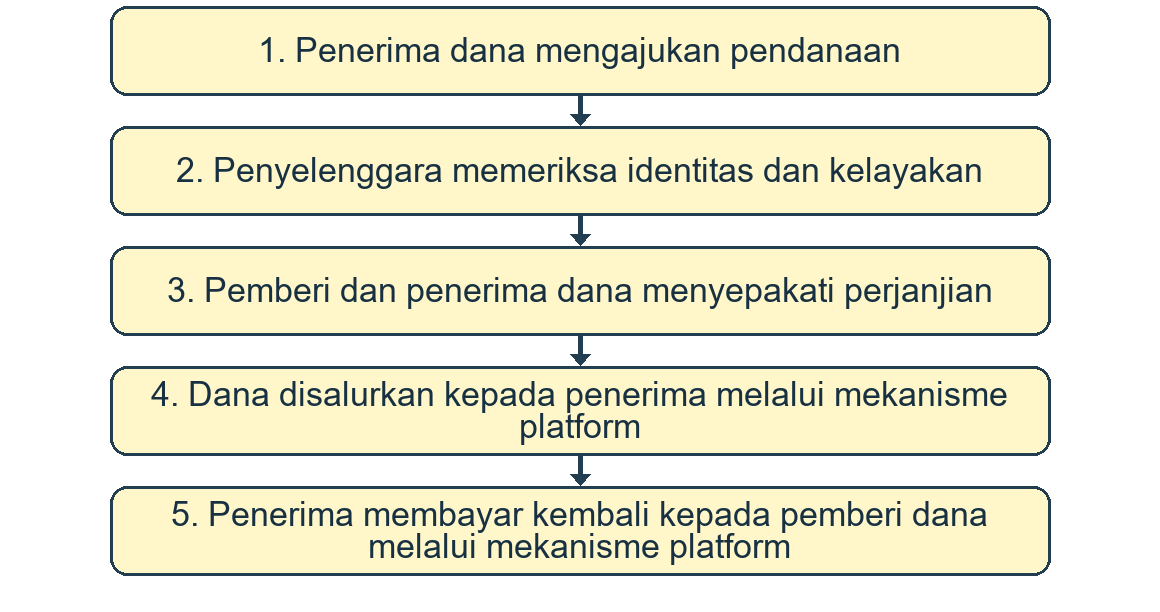 1. Penerima dana mengajukan pendanaan
2. Penyelenggara memeriksa identitas dan kelayakan
3. Pemberi dan penerima dana menyepakati perjanjian
4. Dana disalurkan kepada penerima melalui mekanisme
platform
5. Penerima membayar kembali kepada pemberi dana
melalui mekanisme platform